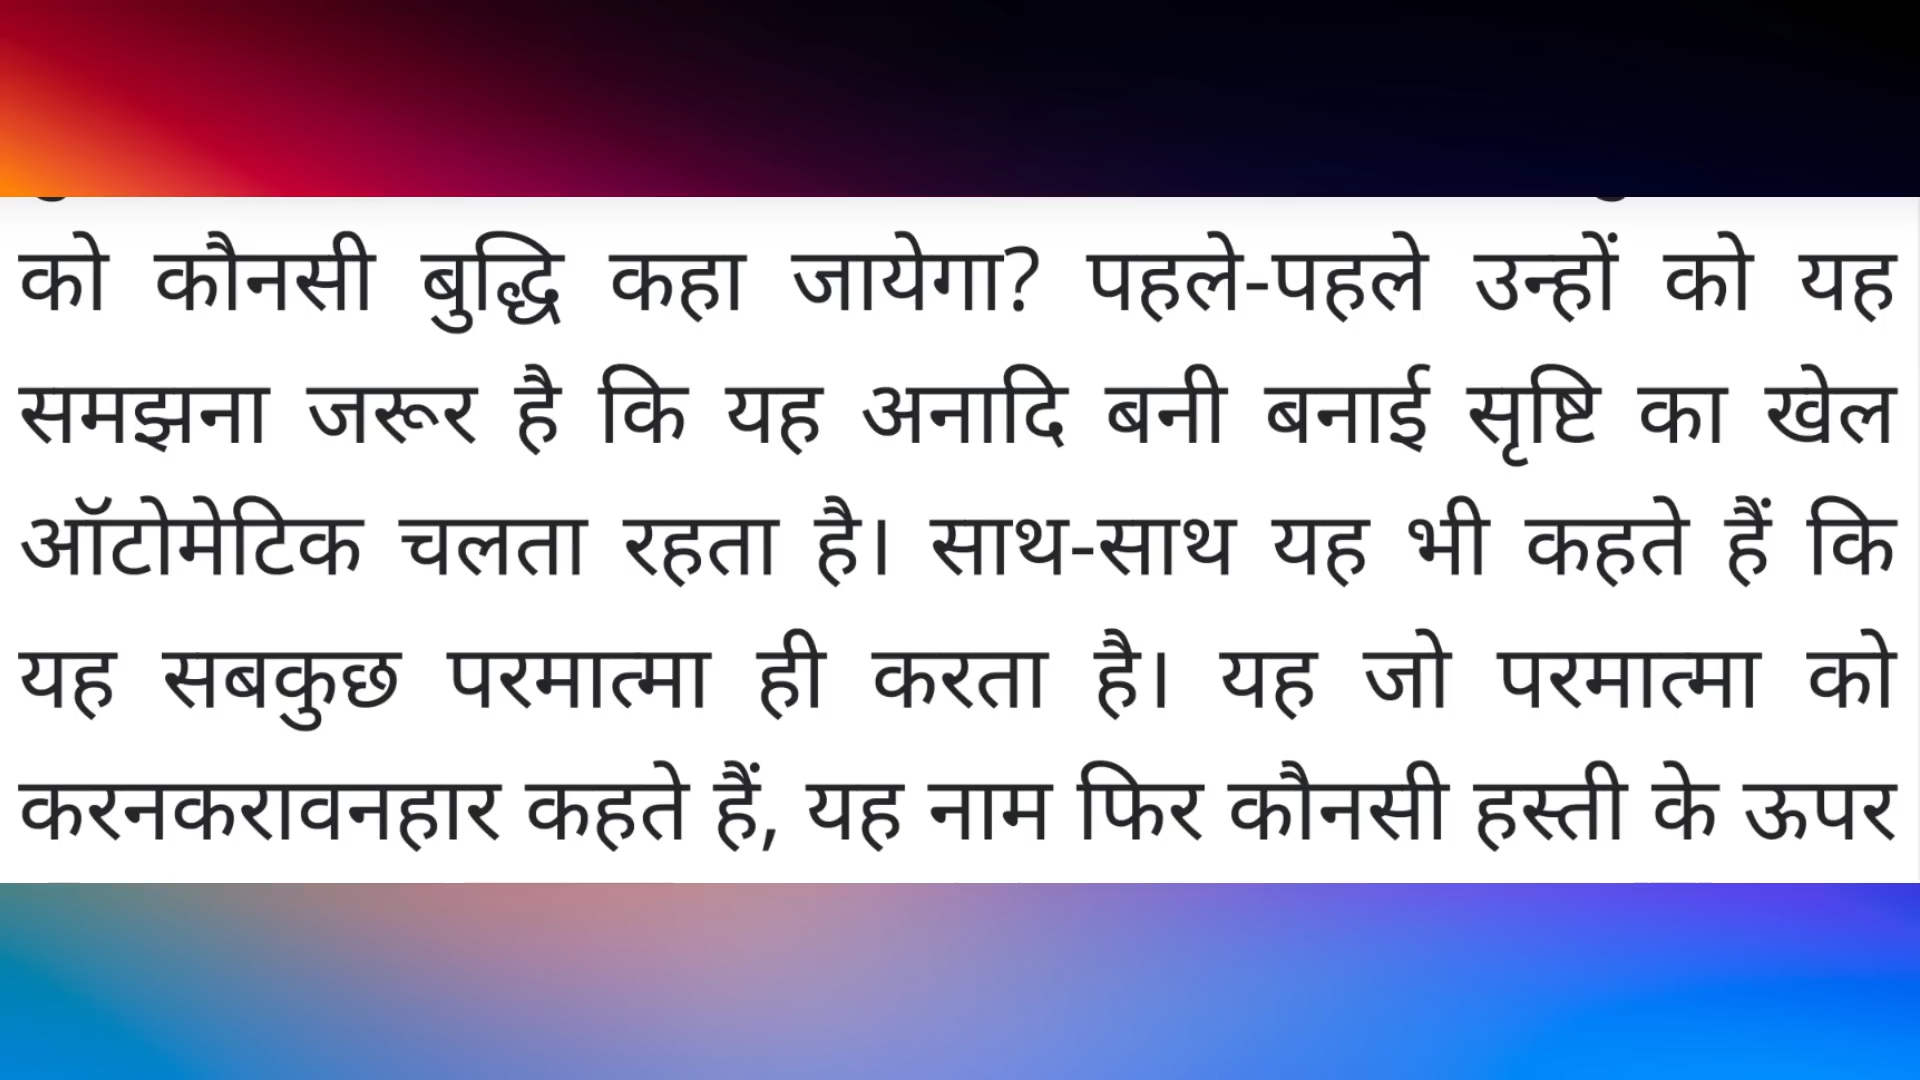 को कौनसी बुद्धि कहा जायेगा? पहले-पहले उन्हों को यह
समझना जरूर है कि यह अनादि बनी बनाई सृष्टि का खेल
ऑटोमेटिक चलता रहता है। साथ-साथ यह भी कहते हैं कि
यह सबकुछ परमात्मा ही करता है। यह जो परमात्मा को
करनकरावनहार कहते हैं, यह नाम फिर कौनसी हस्ती के ऊपर